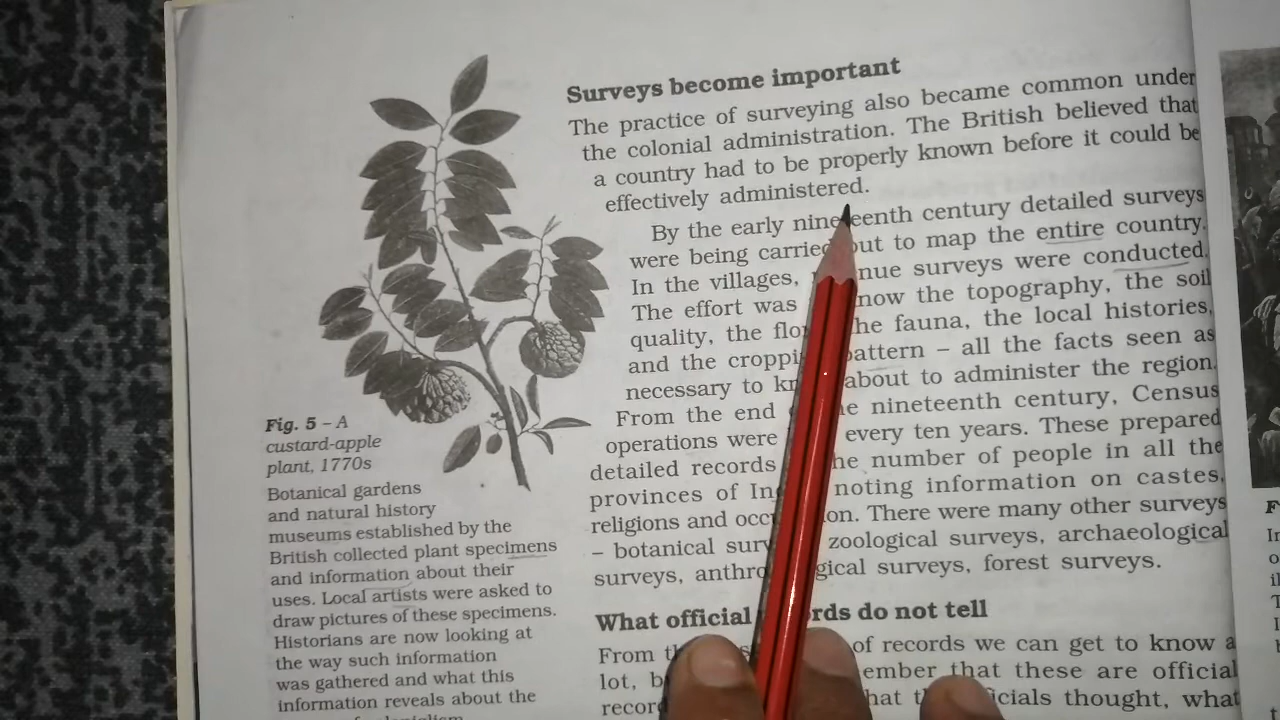 Surveys become important
The practice of surveying also became common under
the colonial administration. The British believed that
a country had to be properly known before it could be
effectively administered.
By the early nineteenth century detailed surveys
were being carried out to map the entire country.
In the villages, nue surveys were conducted.
The effort was now the topography, the soil
quality, the flo he fauna, the local histories,
and the croppi pattern – all the facts seen as
necessary to kn about to administer the region.
From the end e nineteenth century, Census
operations were every ten years. These prepared
detailed records he number of people in all the
provinces of In noting information on castes,
religions and occ on. There were many other surveys
– botanical surv zoological surveys, archaeological
surveys, anthro gical surveys, forest surveys.
What official rds do not tell
From th s of records we can get to know a
lot, b ember that these are official
recor hat th icials thought, what
Fig. 5 – A
custard-apple
plant, 1770s
Botanical gardens
and natural history
museums established by the
British collected plant specimens
and information about their
uses. Local artists were asked to
draw pictures of these specimens.
Historians are now looking at
the way such information
was gathered and what this
information reveals about the